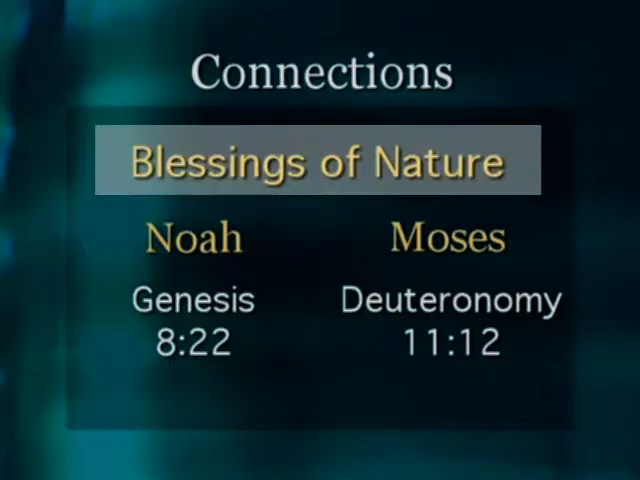 Connections
Blessings of Nature
Noah Moses
Genesis Deuteronomy
8:22 11:12